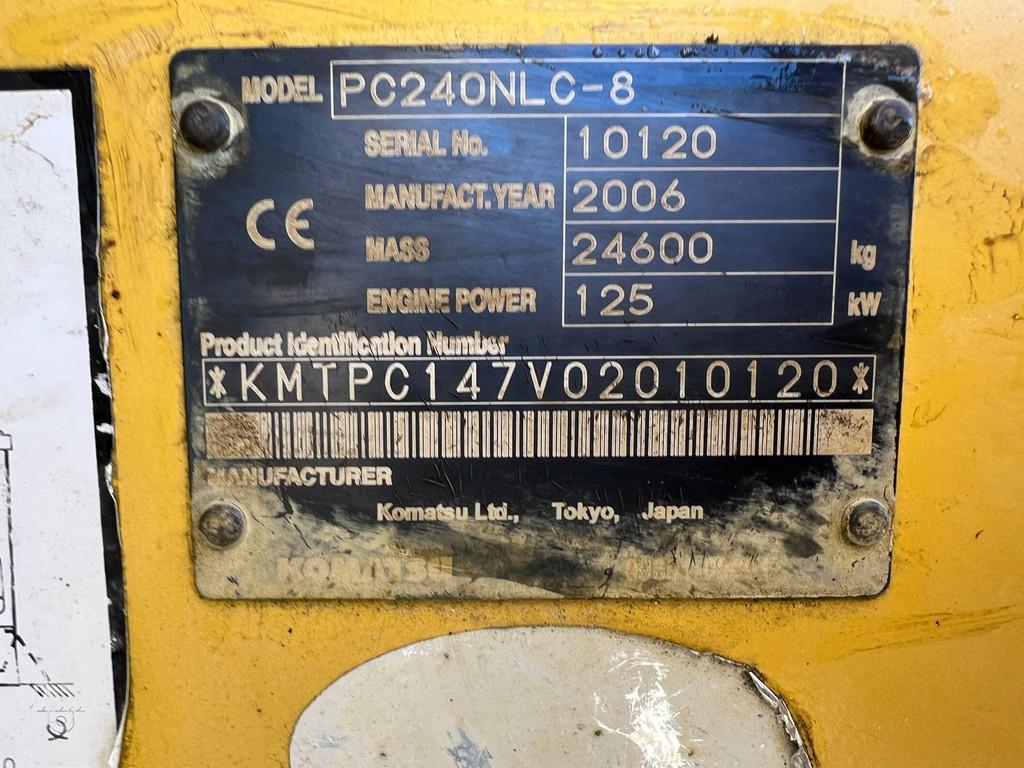 MODEL PC240NLC-8
SERIAL No. 10120
MANUFACT. YEAR 2006
MASS 24600 kg
ENGINE POWER 125 kW
CE
Product Identification Number
*KMTPC147V02010120*
MANUFACTURER
Komatsu Ltd., Tokyo, Japan
KOMATSU